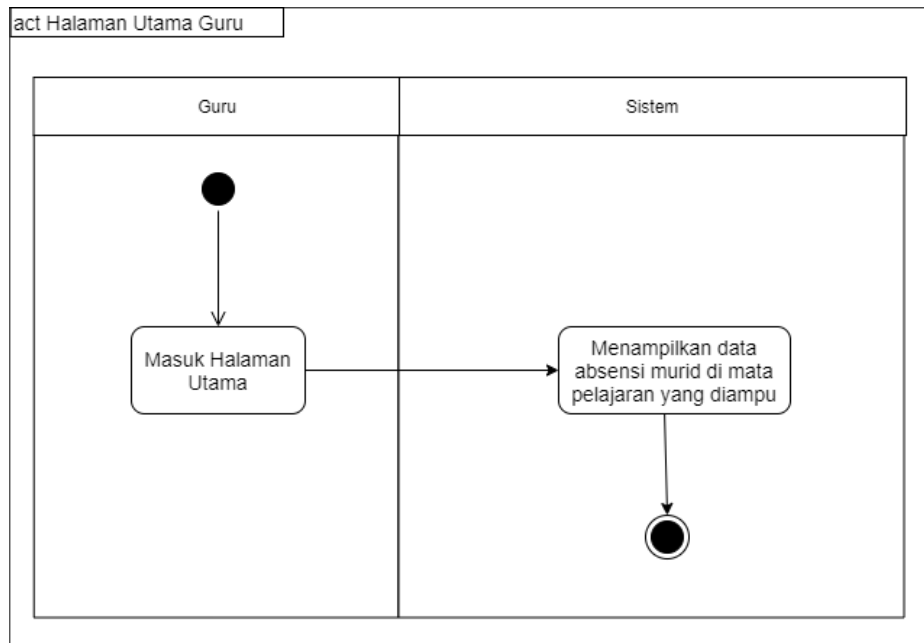 act Halaman Utama Guru
Guru
Sistem
Masuk Halaman
Utama
Menampilkan data
absensi murid di mata
pelajaran yang diampu